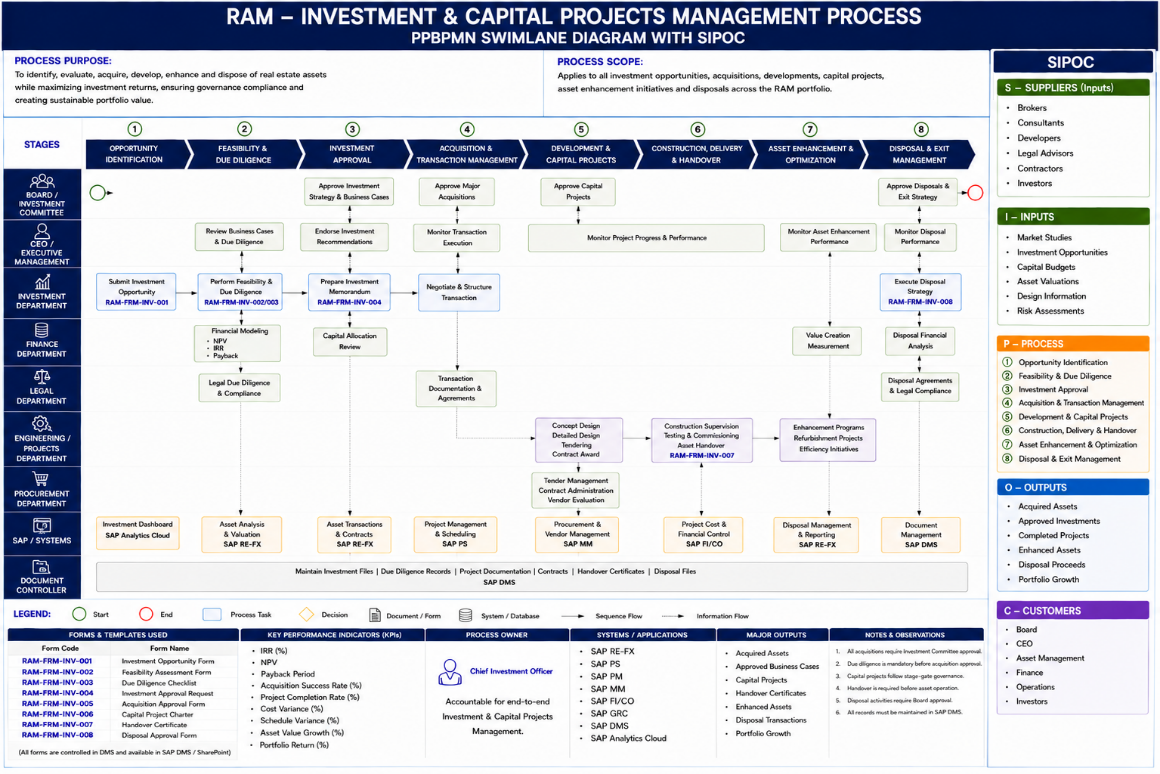 RAM – INVESTMENT & CAPITAL PROJECTS MANAGEMENT PROCESS
PPBPMN SWIMLANE DIAGRAM WITH SIPOC
PROCESS PURPOSE:
To identify, evaluate, acquire, develop, enhance and dispose of real estate assets
while maximizing investment returns, ensuring governance compliance and
creating sustainable portfolio value.
PROCESS SCOPE:
Applies to all investment opportunities, acquisitions, developments, capital projects,
asset enhancement initiatives and disposals across the RAM portfolio.
STAGES
1
OPPORTUNITY
IDENTIFICATION
2
FEASIBILITY &
DUE DILIGENCE
3
INVESTMENT
APPROVAL
4
ACQUISITION &
TRANSACTION MANAGEMENT
5
DEVELOPMENT &
CAPITAL PROJECTS
6
CONSTRUCTION, DELIVERY
& HANDOVER
7
ASSET ENHANCEMENT &
OPTIMIZATION
8
DISPOSAL & EXIT
MANAGEMENT
BOARD /
INVESTMENT
COMMITTEE
Approve Investment
Strategy & Business Cases
Approve Major
Acquisitions
Approve Capital
Projects
Approve Disposals &
Exit Strategy
CEO /
EXECUTIVE
MANAGEMENT
Review Business Cases
& Due Diligence
Endorse Investment
Recommendations
Monitor Transaction
Execution
Monitor Project Progress & Performance
Monitor Asset Enhancement
Performance
Monitor Disposal
Performance
INVESTMENT
DEPARTMENT
Submit Investment
Opportunity
RAM-FRM-INV-001
Perform Feasibility &
Due Diligence
RAM-FRM-INV-002/003
Prepare Investment
Memorandum
RAM-FRM-INV-004
Negotiate & Structure
Transaction
Execute Disposal
Strategy
RAM-FRM-INV-008
FINANCE
DEPARTMENT
Financial Modeling
• NPV
• IRR
• Payback
Capital Allocation
Review
Value Creation
Measurement
Disposal Financial
Analysis
LEGAL
DEPARTMENT
Legal Due Diligence
& Compliance
Transaction
Documentation &
Agrements
Disposal Agreements
& Legal Compliance
ENGINEERING /
PROJECTS
DEPARTMENT
Concept Design
Detailed Design
Tendering
Contract Award
Construction Supervision
Testing & Commissioning
Asset Handover
RAM-FRM-INV-007
Enhancement Programs
Refurbishment Projects
Efficiency Initiatives
PROCUREMENT
DEPARTMENT
Tender Management
Contract Administration
Vendor Evaluation
SAP / SYSTEMS
Investment Dashboard
SAP Analytics Cloud
Asset Analysis
& Valuation
SAP RE-FX
Asset Transactions
& Contracts
SAP RE-FX
Project Management
& Scheduling
SAP PS
Procurement &
Vendor Management
SAP MM
Project Cost &
Financial Control
SAP FI/CO
Disposal Management
& Reporting
SAP RE-FX
Document
Management
SAP DMS
DOCUMENT
CONTROLLER
Maintain Investment Files | Due Diligence Records | Project Documentation | Contracts | Handover Certificates | Disposal Files
SAP DMS
LEGEND:
Start
End
Process Task
Decision
Document / Form
System / Database
Sequence Flow
Information Flow
FORMS & TEMPLATES USED
Form Code Form Name
RAM-FRM-INV-001 Investment Opportunity Form
RAM-FRM-INV-002 Feasibility Assessment Form
RAM-FRM-INV-003 Due Diligence Checklist
RAM-FRM-INV-004 Investment Approval Request
RAM-FRM-INV-005 Acquisition Approval Form
RAM-FRM-INV-006 Capital Project Charter
RAM-FRM-INV-007 Handover Certificate
RAM-FRM-INV-008 Disposal Approval Form
(All forms are controlled in DMS and available in SAP DMS / SharePoint)
KEY PERFORMANCE INDICATORS (KPIs)
• IRR (%)
• NPV
• Payback Period
• Acquisition Success Rate (%)
• Project Completion Rate (%)
• Cost Variance (%)
• Schedule Variance (%)
• Asset Value Growth (%)
• Portfolio Return (%)
PROCESS OWNER
Chief Investment Officer
Accountable for end-to-end
Investment & Capital Projects
Management.
SYSTEMS / APPLICATIONS
• SAP RE-FX
• SAP PS
• SAP PM
• SAP MM
• SAP FI/CO
• SAP GRC
• SAP DMS
• SAP Analytics Cloud
MAJOR OUTPUTS
• Acquired Assets
• Approved Business Cases
• Capital Projects
• Handover Certificates
• Enhanced Assets
• Disposal Transactions
• Portfolio Growth
NOTES & OBSERVATIONS
1. All acquisitions require Investment Committee approval.
2. Due diligence is mandatory before acquisition approval.
3. Capital projects follow stage-gate governance.
4. Handover is required before asset operation.
5. Disposal activities require Board approval.
6. All records must be maintained in SAP DMS.
SIPOC
S – SUPPLIERS (Inputs)
• Brokers
• Consultants
• Developers
• Legal Advisors
• Contractors
• Investors
I – INPUTS
• Market Studies
• Investment Opportunities
• Capital Budgets
• Asset Valuations
• Design Information
• Risk Assessments
P – PROCESS
1 Opportunity Identification
2 Feasibility & Due Diligence
3 Investment Approval
4 Acquisition & Transaction Management
5 Development & Capital Projects
6 Construction, Delivery & Handover
7 Asset Enhancement & Optimization
8 Disposal & Exit Management
O – OUTPUTS
• Acquired Assets
• Approved Investments
• Completed Projects
• Enhanced Assets
• Disposal Proceeds
• Portfolio Growth
C – CUSTOMERS
• Board
• CEO
• Asset Management
• Finance
• Operations
• Investors